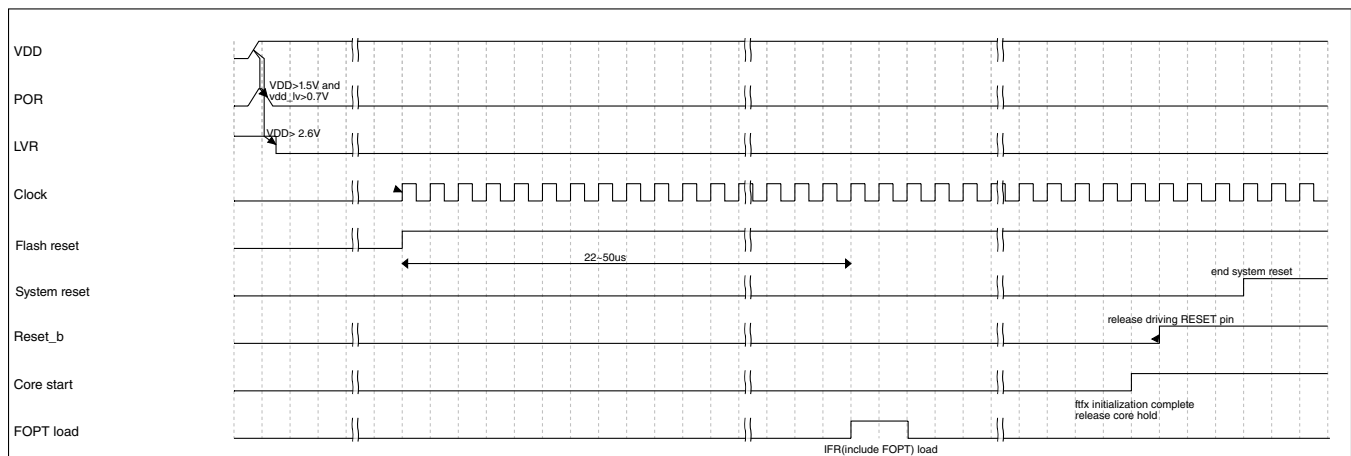 VDD
VDD>1.5V and
vdd_lv>0.7V
POR
VDD> 2.6V
LVR
Clock
Flash reset
22~50us
end system reset
System reset
release driving RESET pin
Reset_b
Core start
ftfx initialization complete
release core hold
FOPT load
IFR(include FOPT) load